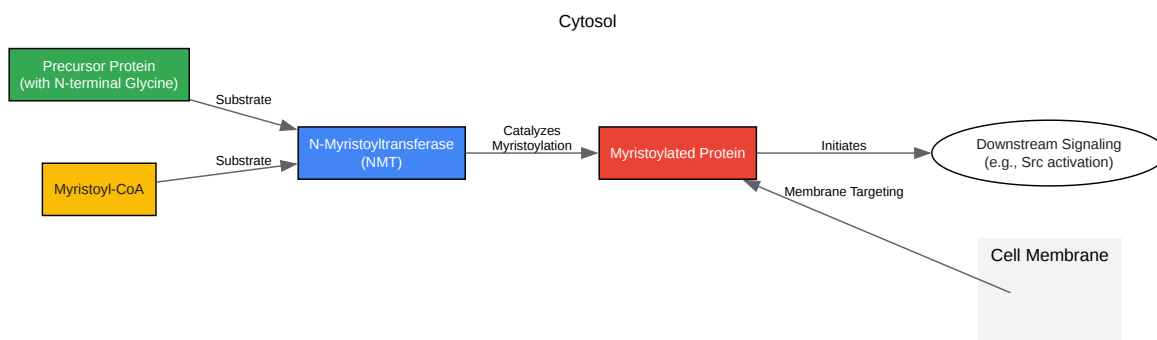 Cytosol
Precursor Protein
(with N-terminal Glycine)
Substrate
Myristoyl-CoA
Substrate
N-Myristoyltransferase
(NMT)
Catalyzes
Myristoylation
Myristoylated Protein
Initiates
Downstream Signaling
(e.g., Src activation)
Membrane Targeting
Cell Membrane